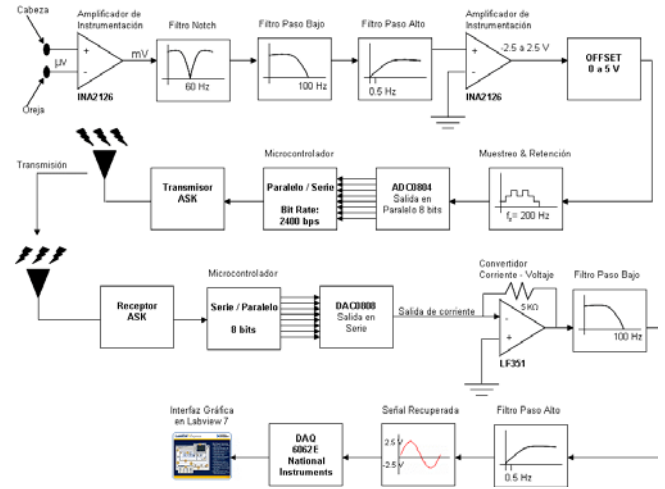 Cabeza
Amplificador de
Instrumentación
Filtro Notch
Filtro Paso Bajo
Filtro Paso Alto
Amplificador de
Instrumentación
+
-
µv
mV
60 Hz
100 Hz
0.5 Hz
+
-
-2.5 a 2.5 V
OFFSET
0 a 5 V
Oreja
INA2126
INA2126
Transmisión
Transmisor
ASK
Microcontrolador
Paralelo / Serie
Bit Rate:
2400 bps
ADC0804
Salida en
Paralelo 8 bits
Muestreo & Retención
fs= 200 Hz
Receptor
ASK
Microcontrolador
Serie / Paralelo
8 bits
DAC0808
Salida en
Serie
Salida de corriente
Convertidor
Corriente - Voltaje
5 KΩ
-
+
LF351
Filtro Paso Bajo
100 Hz
Interfaz Gráfica
en Labview 7
DAQ
6062E
National
Instruments
Señal Recuperada
2.5 V
-2.5 V
Filtro Paso Alto
0.5 Hz